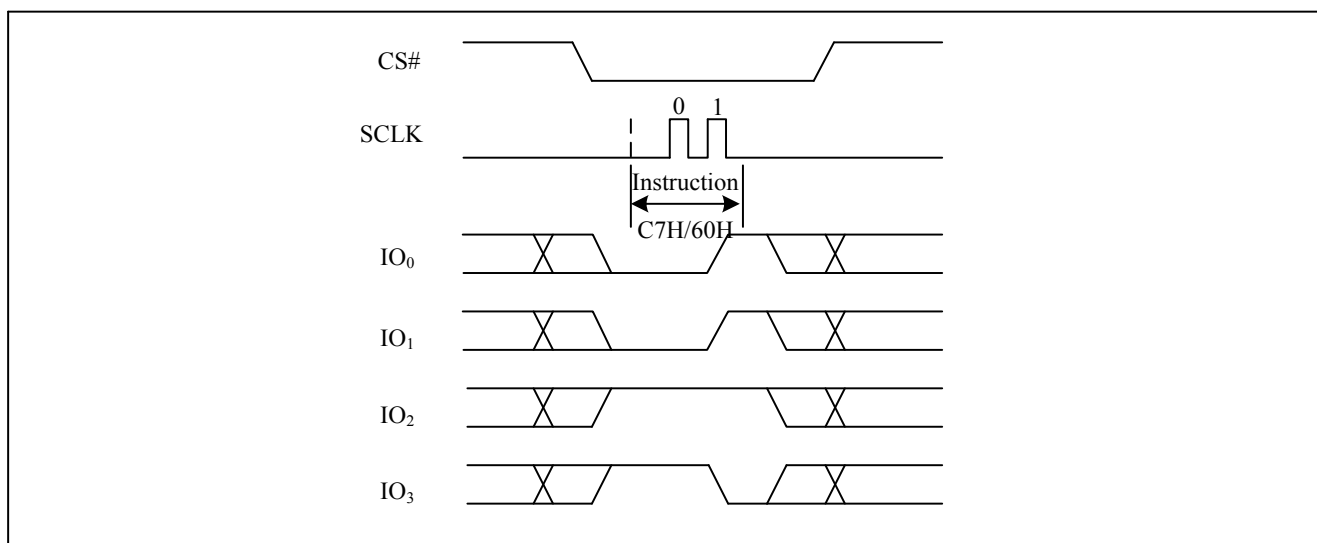 CS#
0 1
SCLK
Instruction
C7H/60H
IO₀
IO₁
IO₂
IO₃